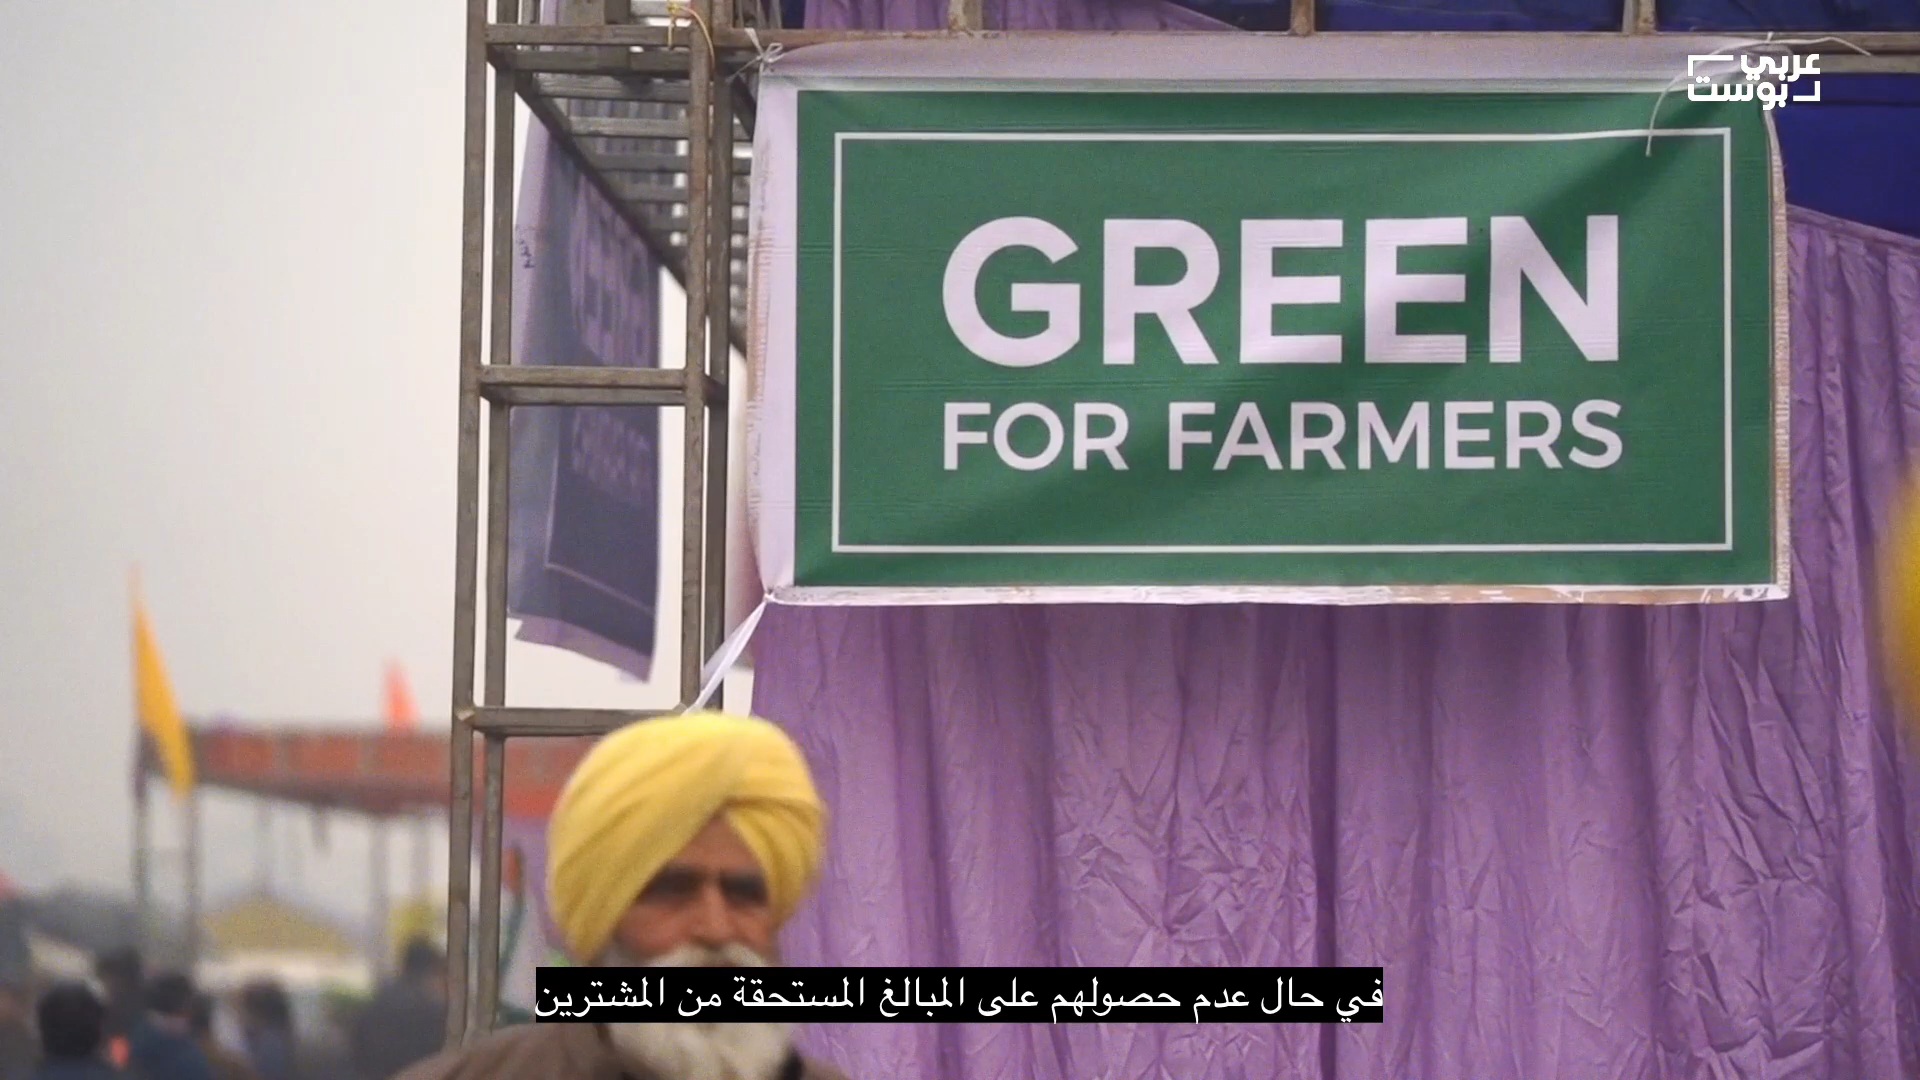 عربي
بوست
GREEN
FOR FARMERS
في حال عدم حصولهم على المبالغ المستحقة من المشترين